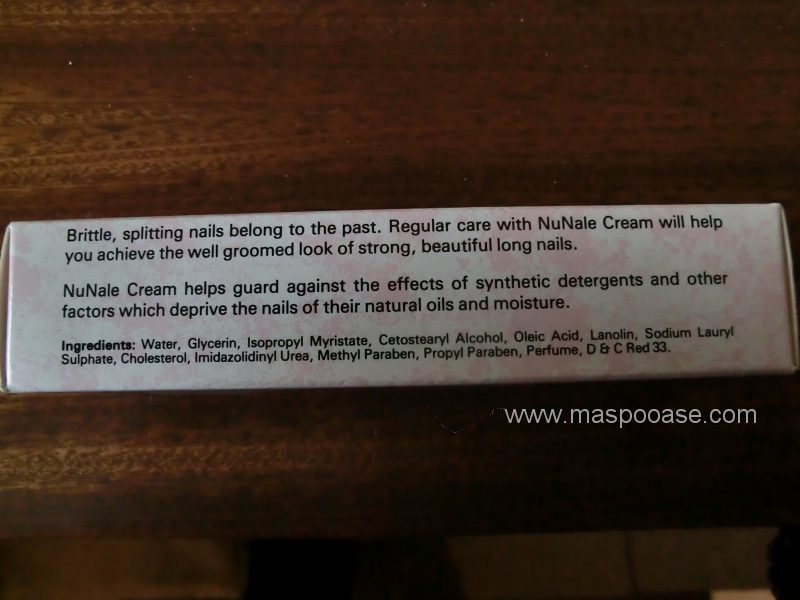 Brittle, splitting nails belong to the past. Regular care with NuNale Cream will help
you achieve the well groomed look of strong, beautiful long nails.
NuNale Cream helps guard against the effects of synthetic detergents and other
factors which deprive the nails of their natural oils and moisture.
Ingredients: Water, Glycerin, Isopropyl Myristate, Cetostearyl Alcohol, Oleic Acid, Lanolin, Sodium Lauryl
Sulphate, Cholesterol, Imidazolidinyl Urea, Methyl Paraben, Propyl Paraben, Perfume, D & C Red 33.
www.maspooase.com